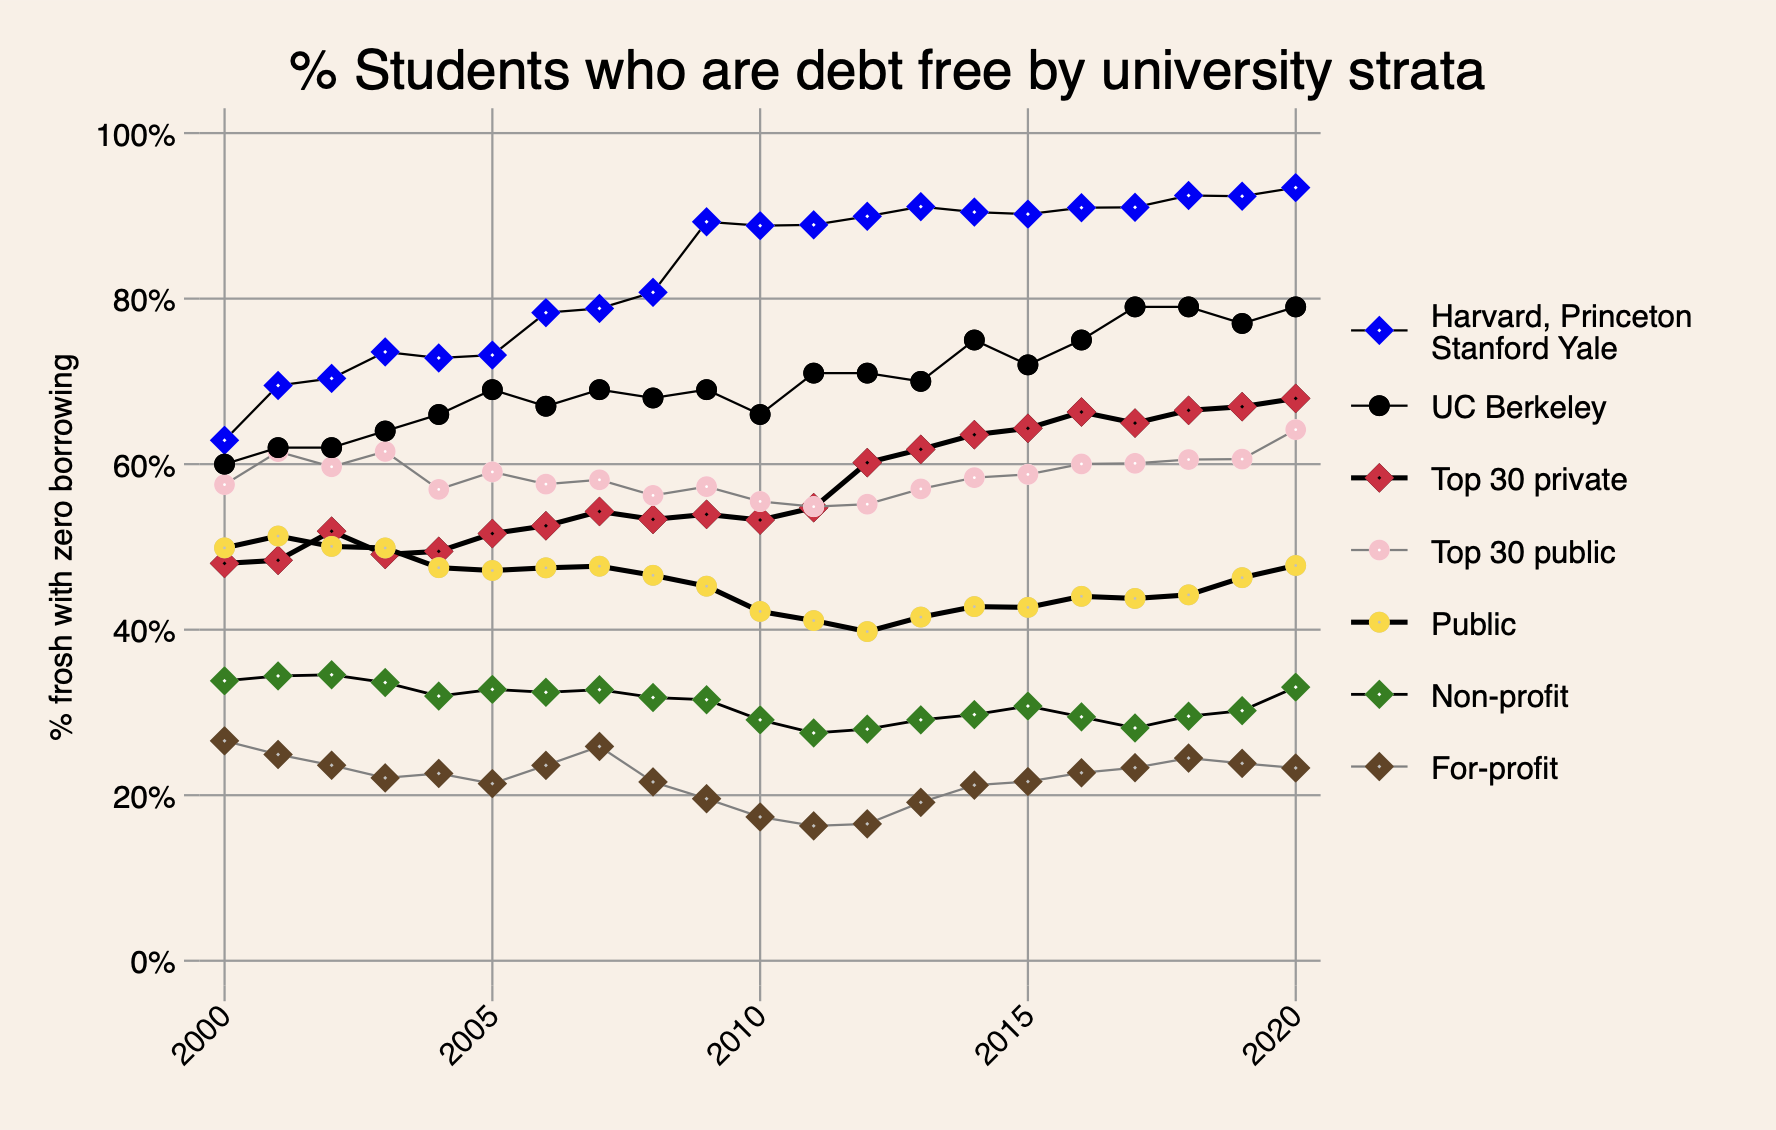 % Students who are debt free by university strata
100%
80%
60%
40%
20%
0%
% frosh with zero borrowing
2000
2005
2010
2015
2020
Harvard, Princeton
Stanford Yale
UC Berkeley
Top 30 private
Top 30 public
Public
Non-profit
For-profit